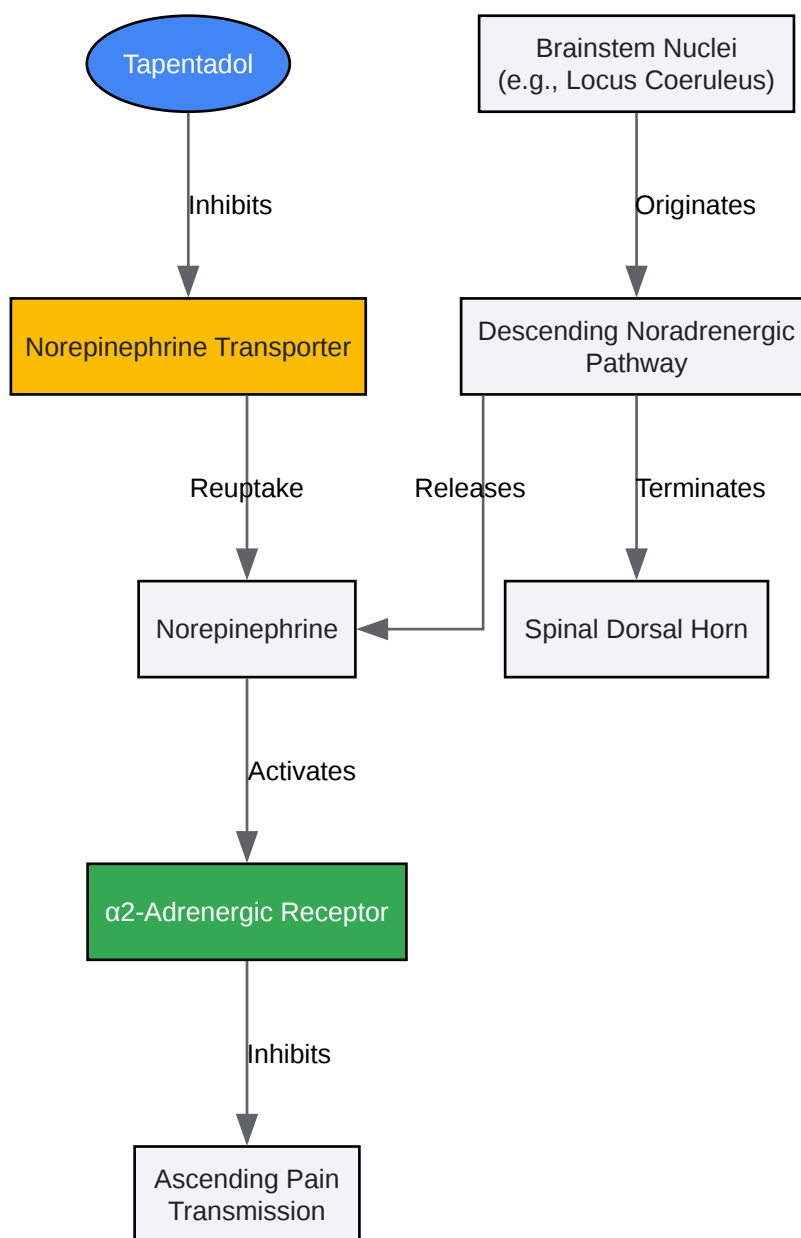 Tapentadol
Brainstem Nuclei
(e.g., Locus Coeruleus)
Inhibits
Originates
Norepinephrine Transporter
Descending Noradrenergic
Pathway
Reuptake
Releases
Terminates
Norepinephrine
Spinal Dorsal Horn
Activates
α2-Adrenergic Receptor
Inhibits
Ascending Pain
Transmission